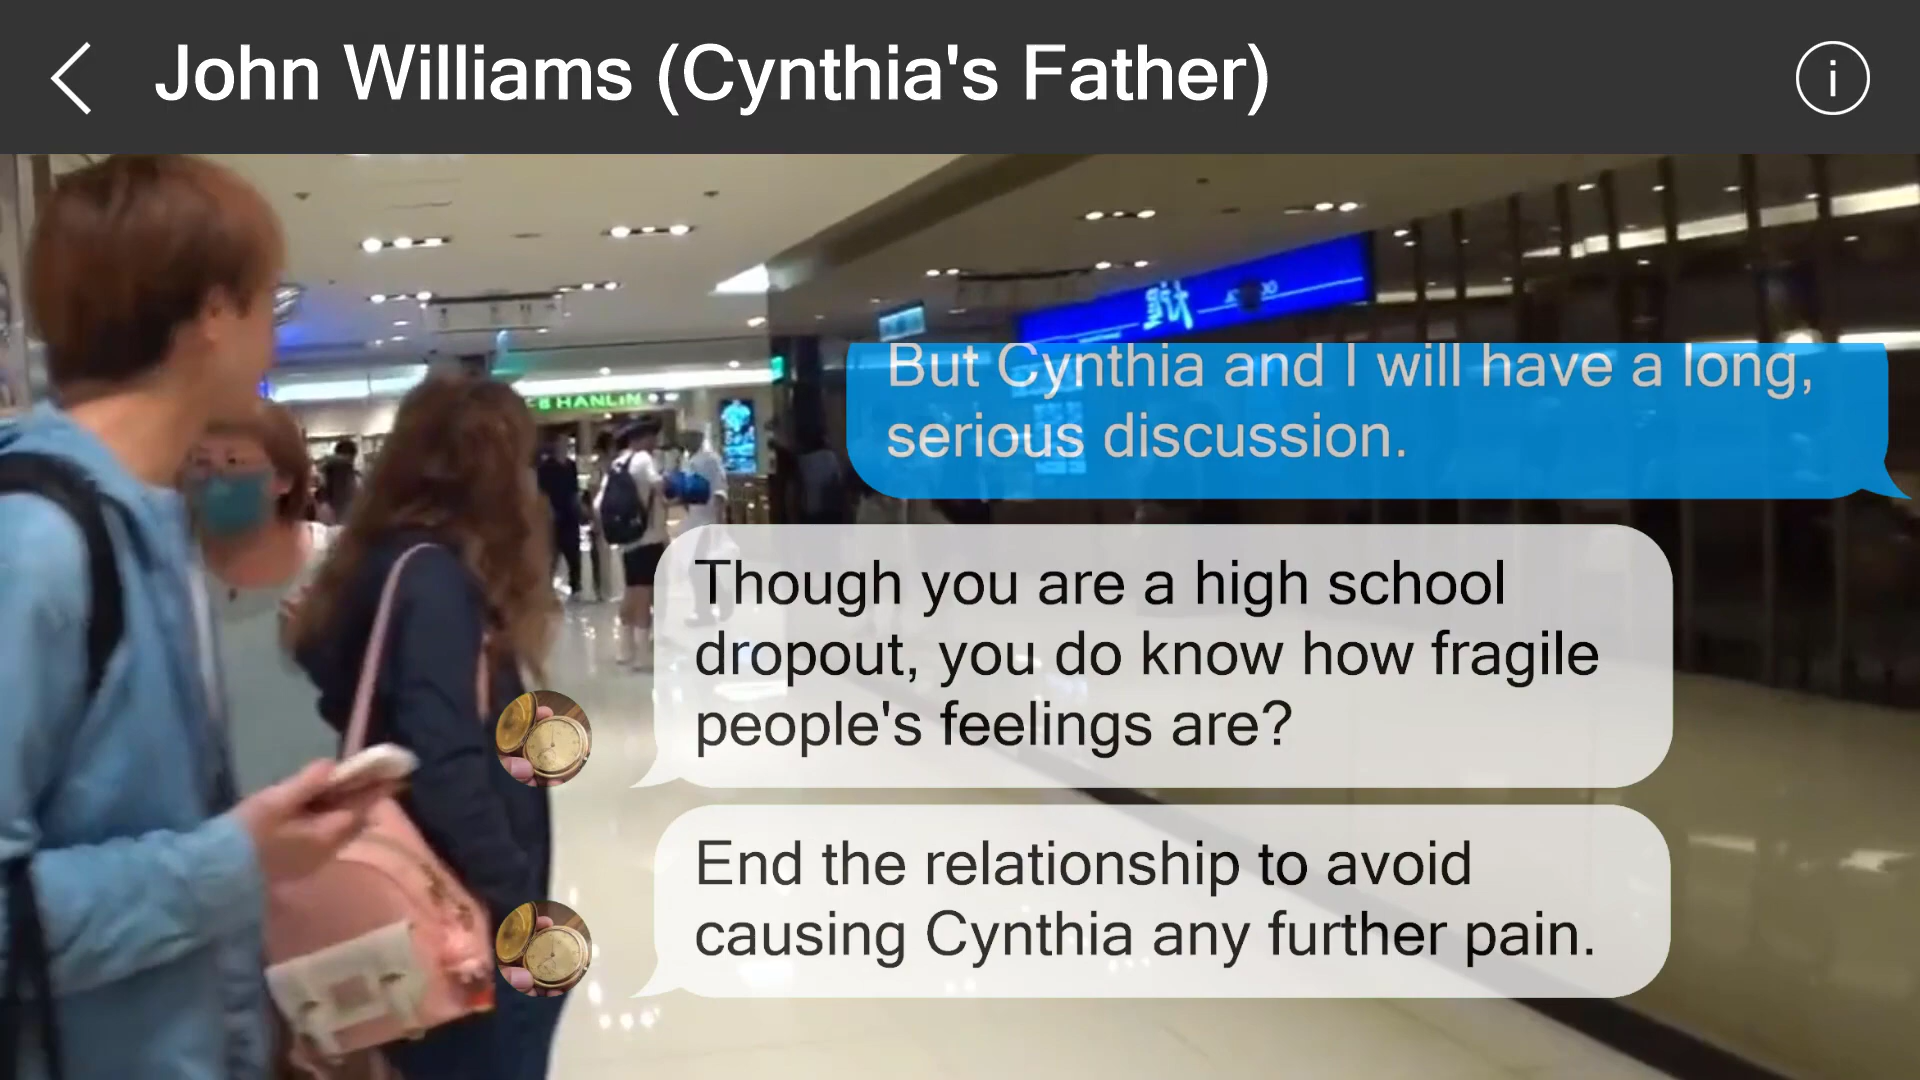 John Williams (Cynthia's Father)
i
But Cynthia and I will have a long,
serious discussion.
HANLIN
Though you are a high school
dropout, you do know how fragile
people's feelings are?
End the relationship to avoid
causing Cynthia any further pain.